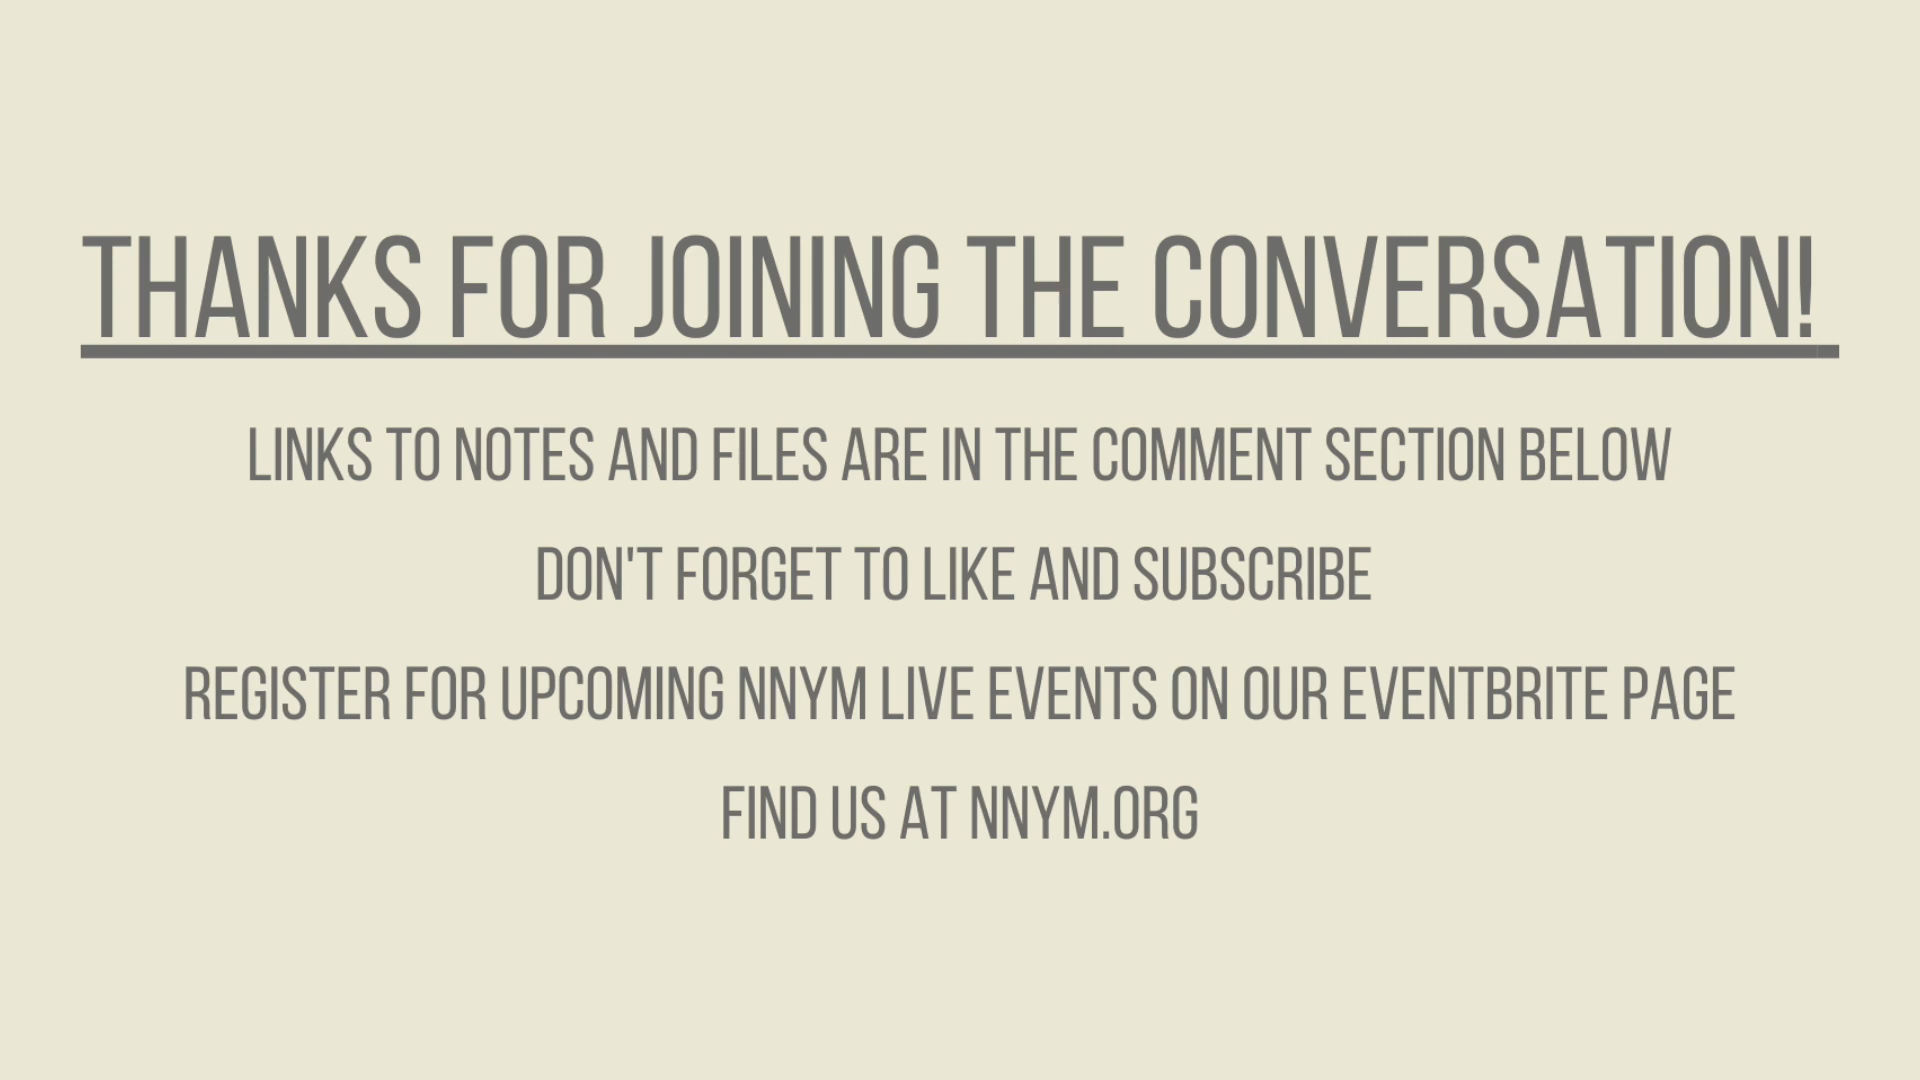 THANKS FOR JOINING THE CONVERSATION!
LINKS TO NOTES AND FILES ARE IN THE COMMENT SECTION BELOW
DON'T FORGET TO LIKE AND SUBSCRIBE
REGISTER FOR UPCOMING NNYM LIVE EVENTS ON OUR EVENTBRITE PAGE
FIND US AT NNYM.ORG